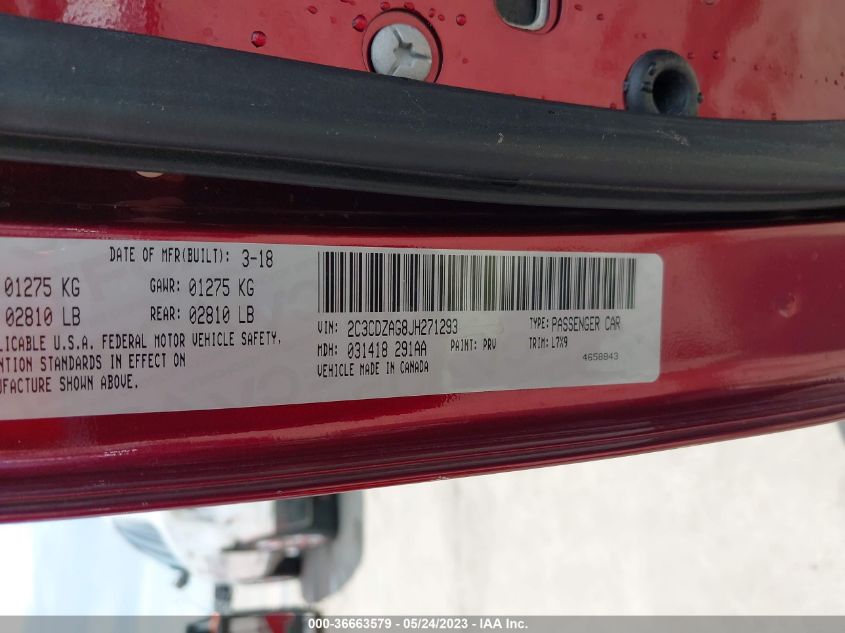 DATE OF MFR(BUILT): 3-18
01275 KG GAWR: 01275 KG
02810 LB REAR: 02810 LB
LICABLE U.S.A. FEDERAL MOTOR VEHICLE SAFETY,
ENTION STANDARDS IN EFFECT ON
UFACTURE SHOWN ABOVE.
VIN: 2C3CDZAG8JH271293 TYPE: PASSENGER CAR
MDH: 031418 291AA PAINT: PRV TRIM: L7X9
VEHICLE MADE IN CANADA 4658843
000-36663579 / 05/24/2023 - IAA Inc.